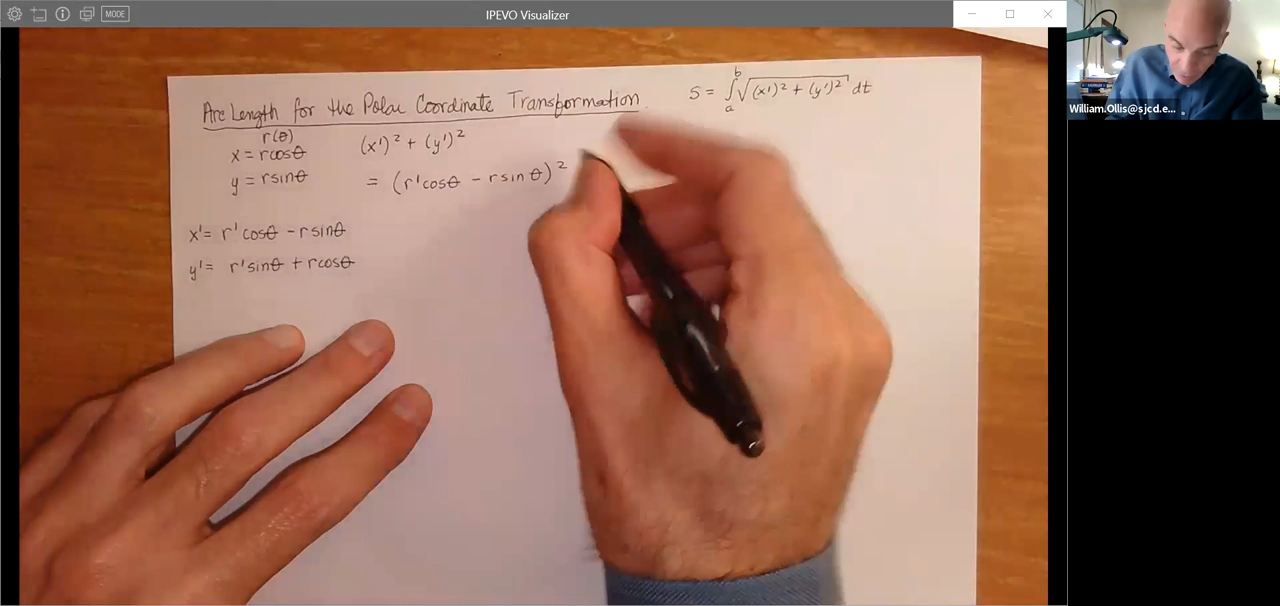 IPEVO Visualizer
MODE
William.Ollis@sjcd.e...
Arc Length for the Polar Coordinate Transformation.
S = ∫ₐᵇ √((x')² + (y')²) dt
r(θ)
x = rcosθ
y = rsinθ
(x')² + (y')²
= (r'cosθ - rsinθ)²
x' = r'cosθ - rsinθ
y' = r'sinθ + rcosθ